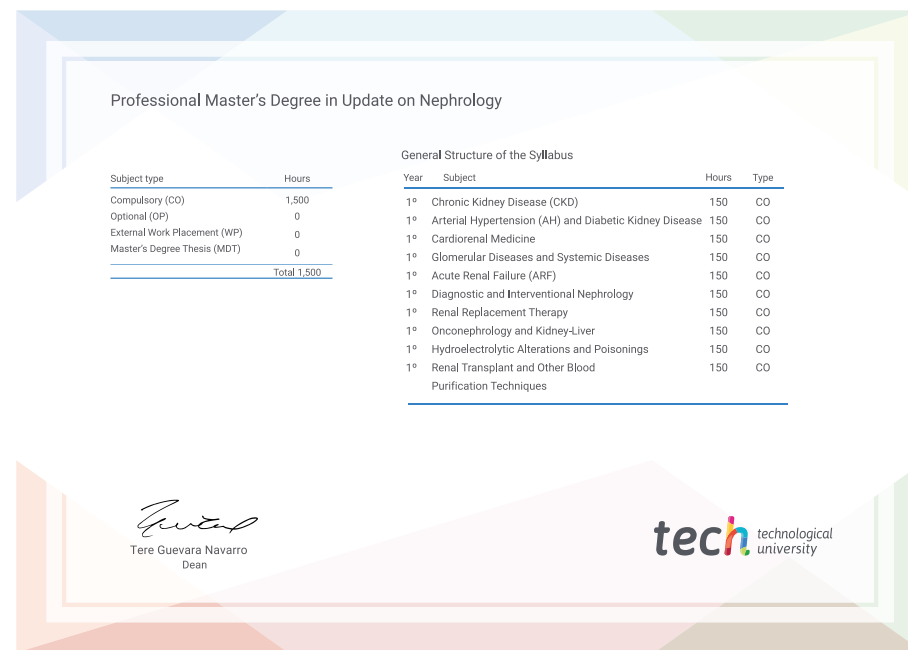 Professional Master's Degree in Update on Nephrology
Subject type Hours
Compulsory (CO) 1,500
Optional (OP) 0
External Work Placement (WP) 0
Master's Degree Thesis (MDT) 0
Total 1,500
General Structure of the Syllabus
Year Subject Hours Type
1º Chronic Kidney Disease (CKD) 150 CO
1º Arterial Hypertension (AH) and Diabetic Kidney Disease 150 CO
1º Cardiorenal Medicine 150 CO
1º Glomerular Diseases and Systemic Diseases 150 CO
1º Acute Renal Failure (ARF) 150 CO
1º Diagnostic and Interventional Nephrology 150 CO
1º Renal Replacement Therapy 150 CO
1º Onconephrology and Kidney-Liver 150 CO
1º Hydroelectrolytic Alterations and Poisonings 150 CO
1º Renal Transplant and Other Blood 150 CO
Purification Techniques
Tere Guevara Navarro
Dean
tech technological
university